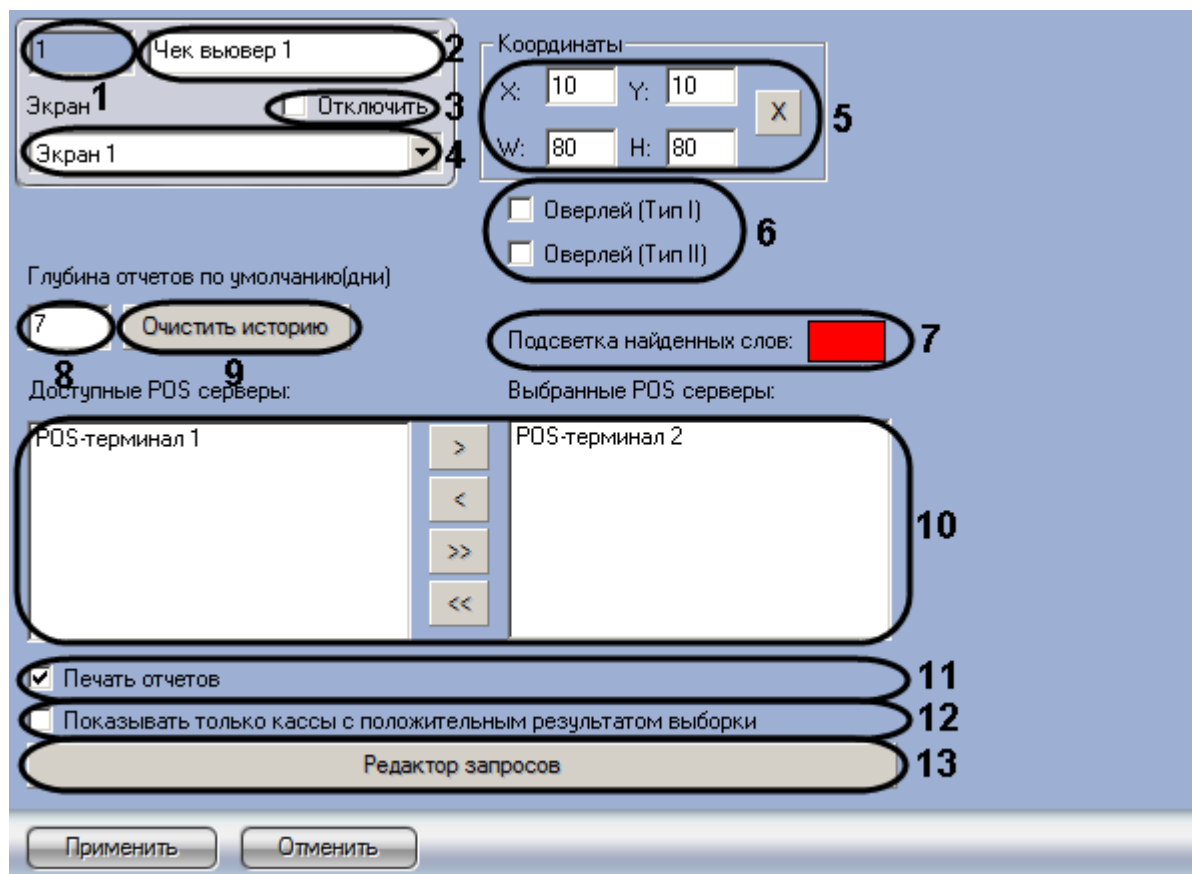 1 Чек вьювер 1 2
1
Экран Отключить 3
Экран 1 4
Координаты
X: 10 Y: 10 X 5
W: 80 H: 80
Оверлей (Тип I)
6
Оверлей (Тип II)
Глубина отчетов по умолчанию(дни)
7 Очистить историю
Подсветка найденных слов: 7
8 9
Доступные POS серверы: Выбранные POS серверы:
POS-терминал 1 > POS-терминал 2
<
10
>>
<<
Печать отчетов 11
Показывать только кассы с положительным результатом выборки 12
Редактор запросов 13
Применить Отменить